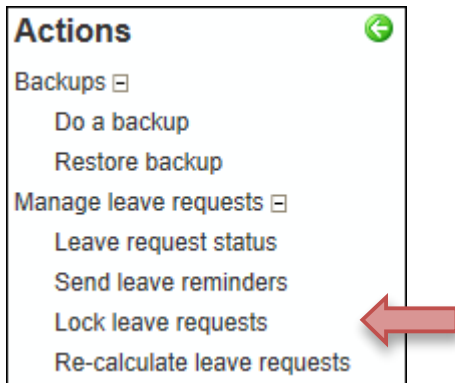 Actions
Backups
Do a backup
Restore backup
Manage leave requests
Leave request status
Send leave reminders
Lock leave requests
Re-calculate leave requests